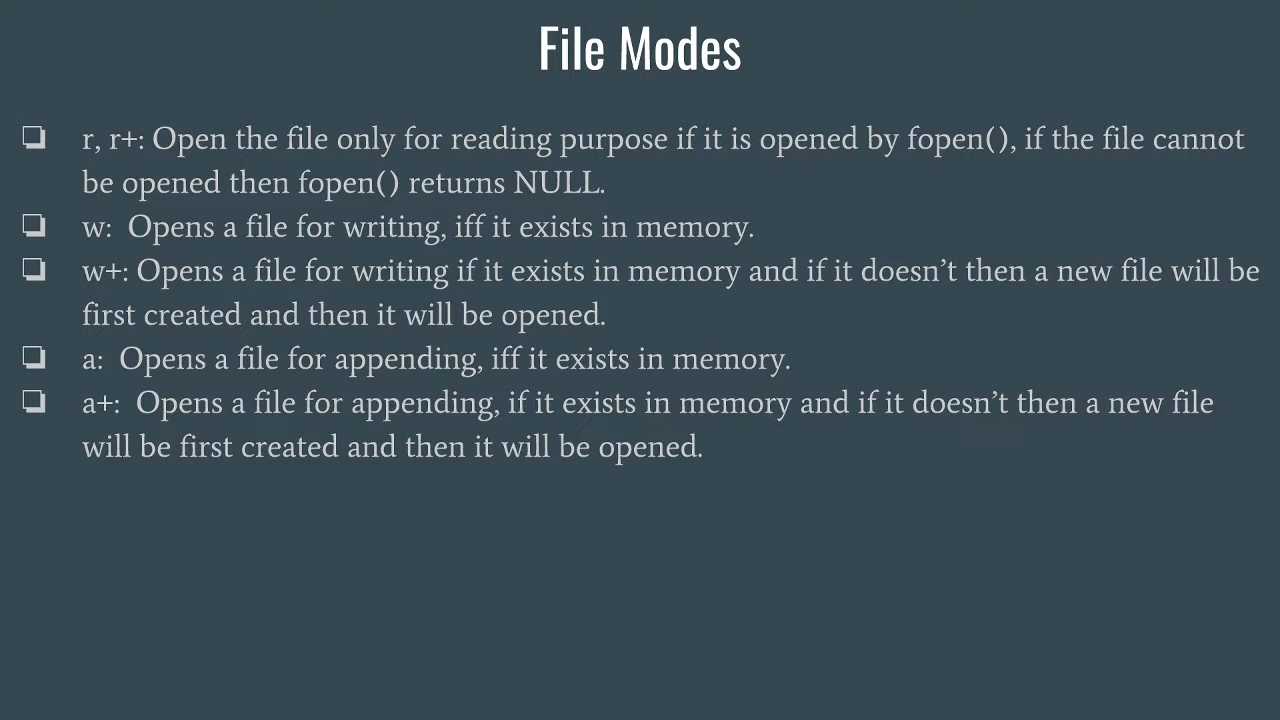 File Modes
❏ r, r+: Open the file only for reading purpose if it is opened by fopen(), if the file cannot
be opened then fopen() returns NULL.
❏ w: Opens a file for writing, iff it exists in memory.
❏ w+: Opens a file for writing if it exists in memory and if it doesn’t then a new file will be
first created and then it will be opened.
❏ a: Opens a file for appending, iff it exists in memory.
❏ a+: Opens a file for appending, if it exists in memory and if it doesn’t then a new file
will be first created and then it will be opened.